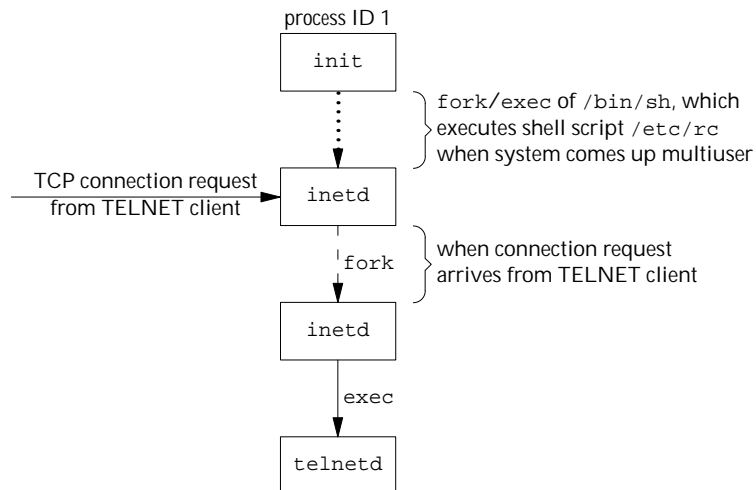 process ID 1
init
fork/exec of /bin/sh, which
executes shell script /etc/rc
when system comes up multiuser
TCP connection request
from TELNET client
inetd
fork
when connection request
arrives from TELNET client
inetd
exec
telnetd